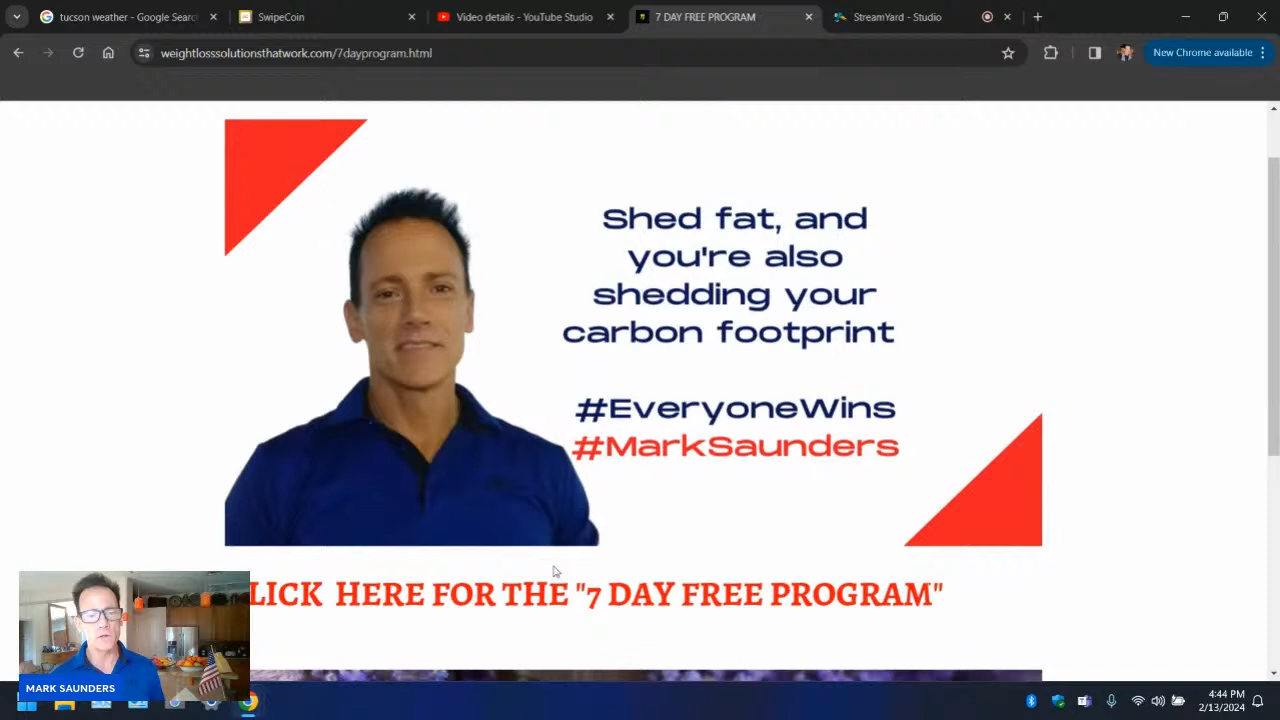 tucson weather - Google Searc
SwipeCoin
Video details - YouTube Studio
7 DAY FREE PROGRAM
StreamYard - Studio
weightlosssolutionsthatwork.com/7dayprogram.html
New Chrome available
Shed fat, and
you're also
shedding your
carbon footprint
#EveryoneWins
#MarkSaunders
LICK HERE FOR THE "7 DAY FREE PROGRAM"
MARK SAUNDERS
4:44 PM
2/13/2024